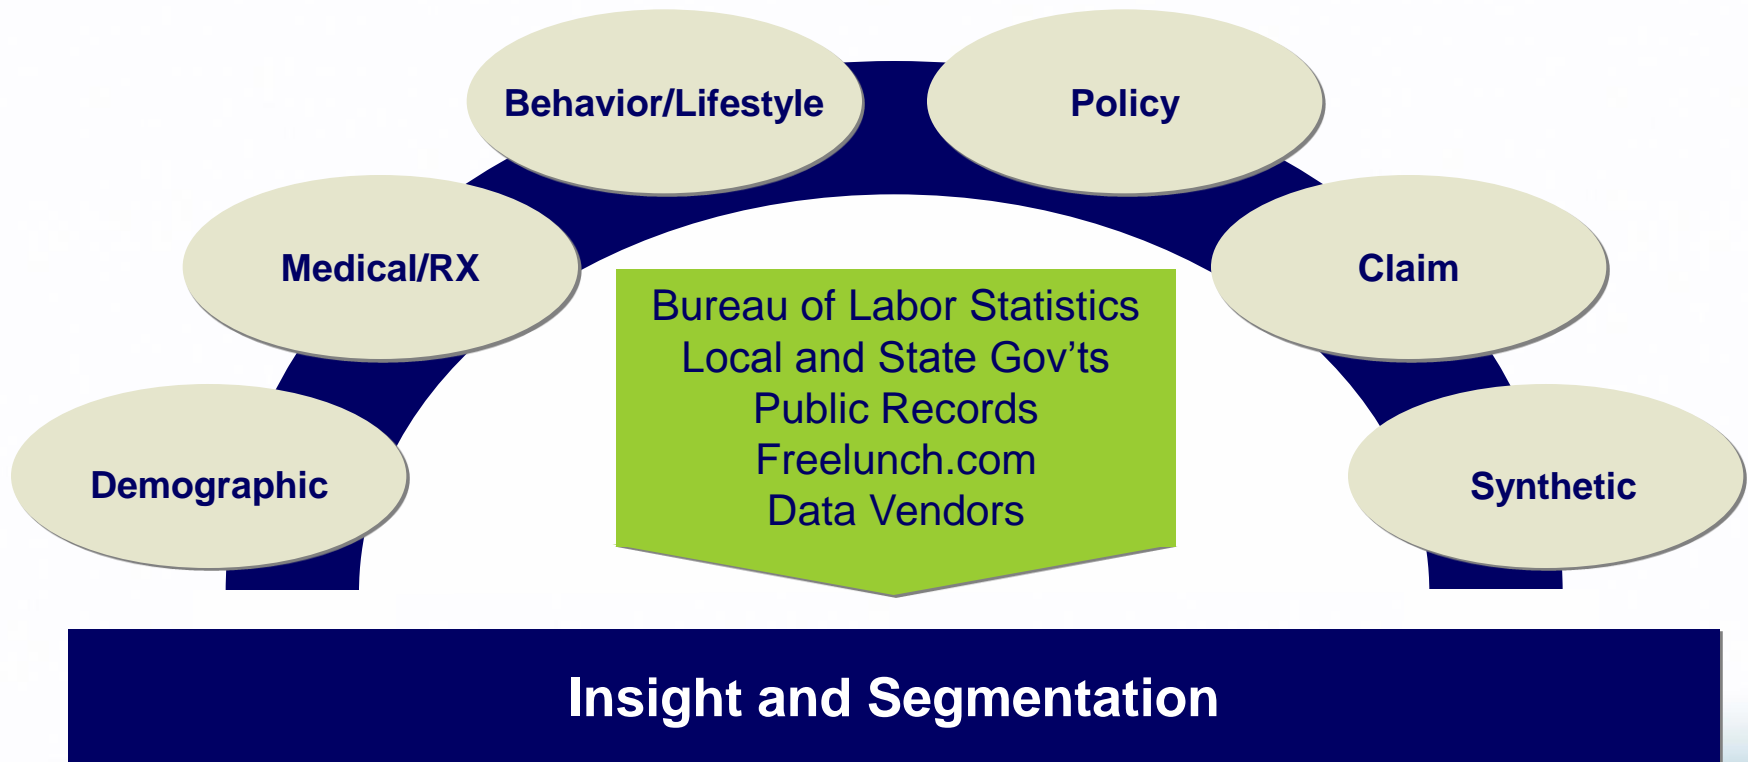 Behavior/Lifestyle
Policy
Medical/RX
Claim
Demographic
Synthetic
Bureau of Labor Statistics
Local and State Gov’ts
Public Records
Freelunch.com
Data Vendors
Insight and Segmentation